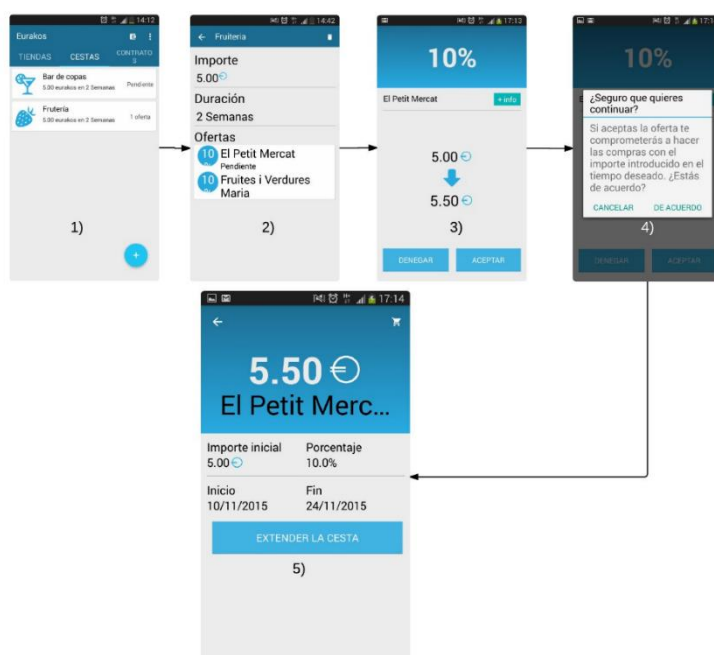 14:12
Eurakos
TIENDAS CESTAS CONTRATO
S
Bar de copas
5.00 eurakos en 2 Semanas Pendiente
Frutería
5.00 eurakos en 2 Semanas 1 oferta
+
1)
14:42
Fruiteria
Importe
5.00
Duración
2 Semanas
Ofertas
10 El Petit Mercat
Pendiente
10 Fruites i Verdures
Maria
2)
17:13
10%
El Petit Mercat + info
5.00
5.50
3)
DENEGAR ACEPTAR
10%
¿Seguro que quieres
continuar?
Si aceptas la oferta te
comprometerás a hacer
las compras con el
importe introducido en el
tiempo deseado. ¿Estás
de acuerdo?
CANCELAR DE ACUERDO
4)
DENEGAR ACEPTAR
17:14
5.50
El Petit Merc...
Importe inicial Porcentaje
5.00 10.0%
Inicio Fin
10/11/2015 24/11/2015
EXTENDER LA CESTA
5)